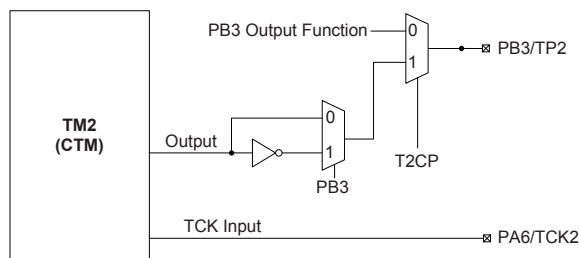 PB3 Output Function
0
1
PB3/TP2
TM2
(CTM)
Output
0
1
PB3
T2CP
TCK Input
PA6/TCK2